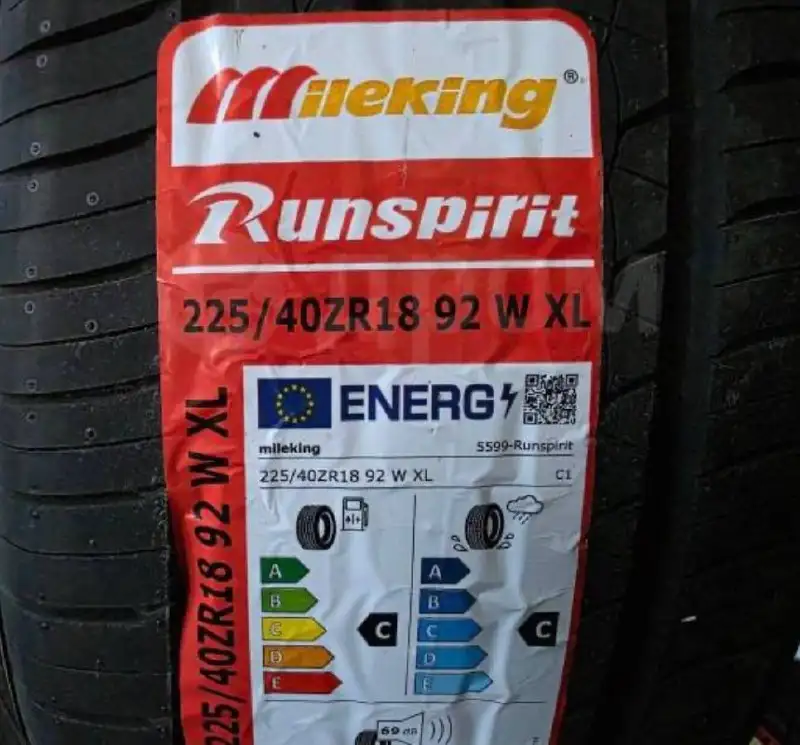 mileking®
Runspirit
225/40ZR18 92 W XL
225/40ZR18 92 W XL
ENERG
mileking 5599-Runspirit
225/40ZR18 92 W XL C1
A
B
C
D
E
C
A
B
C
D
E
C
69 dB